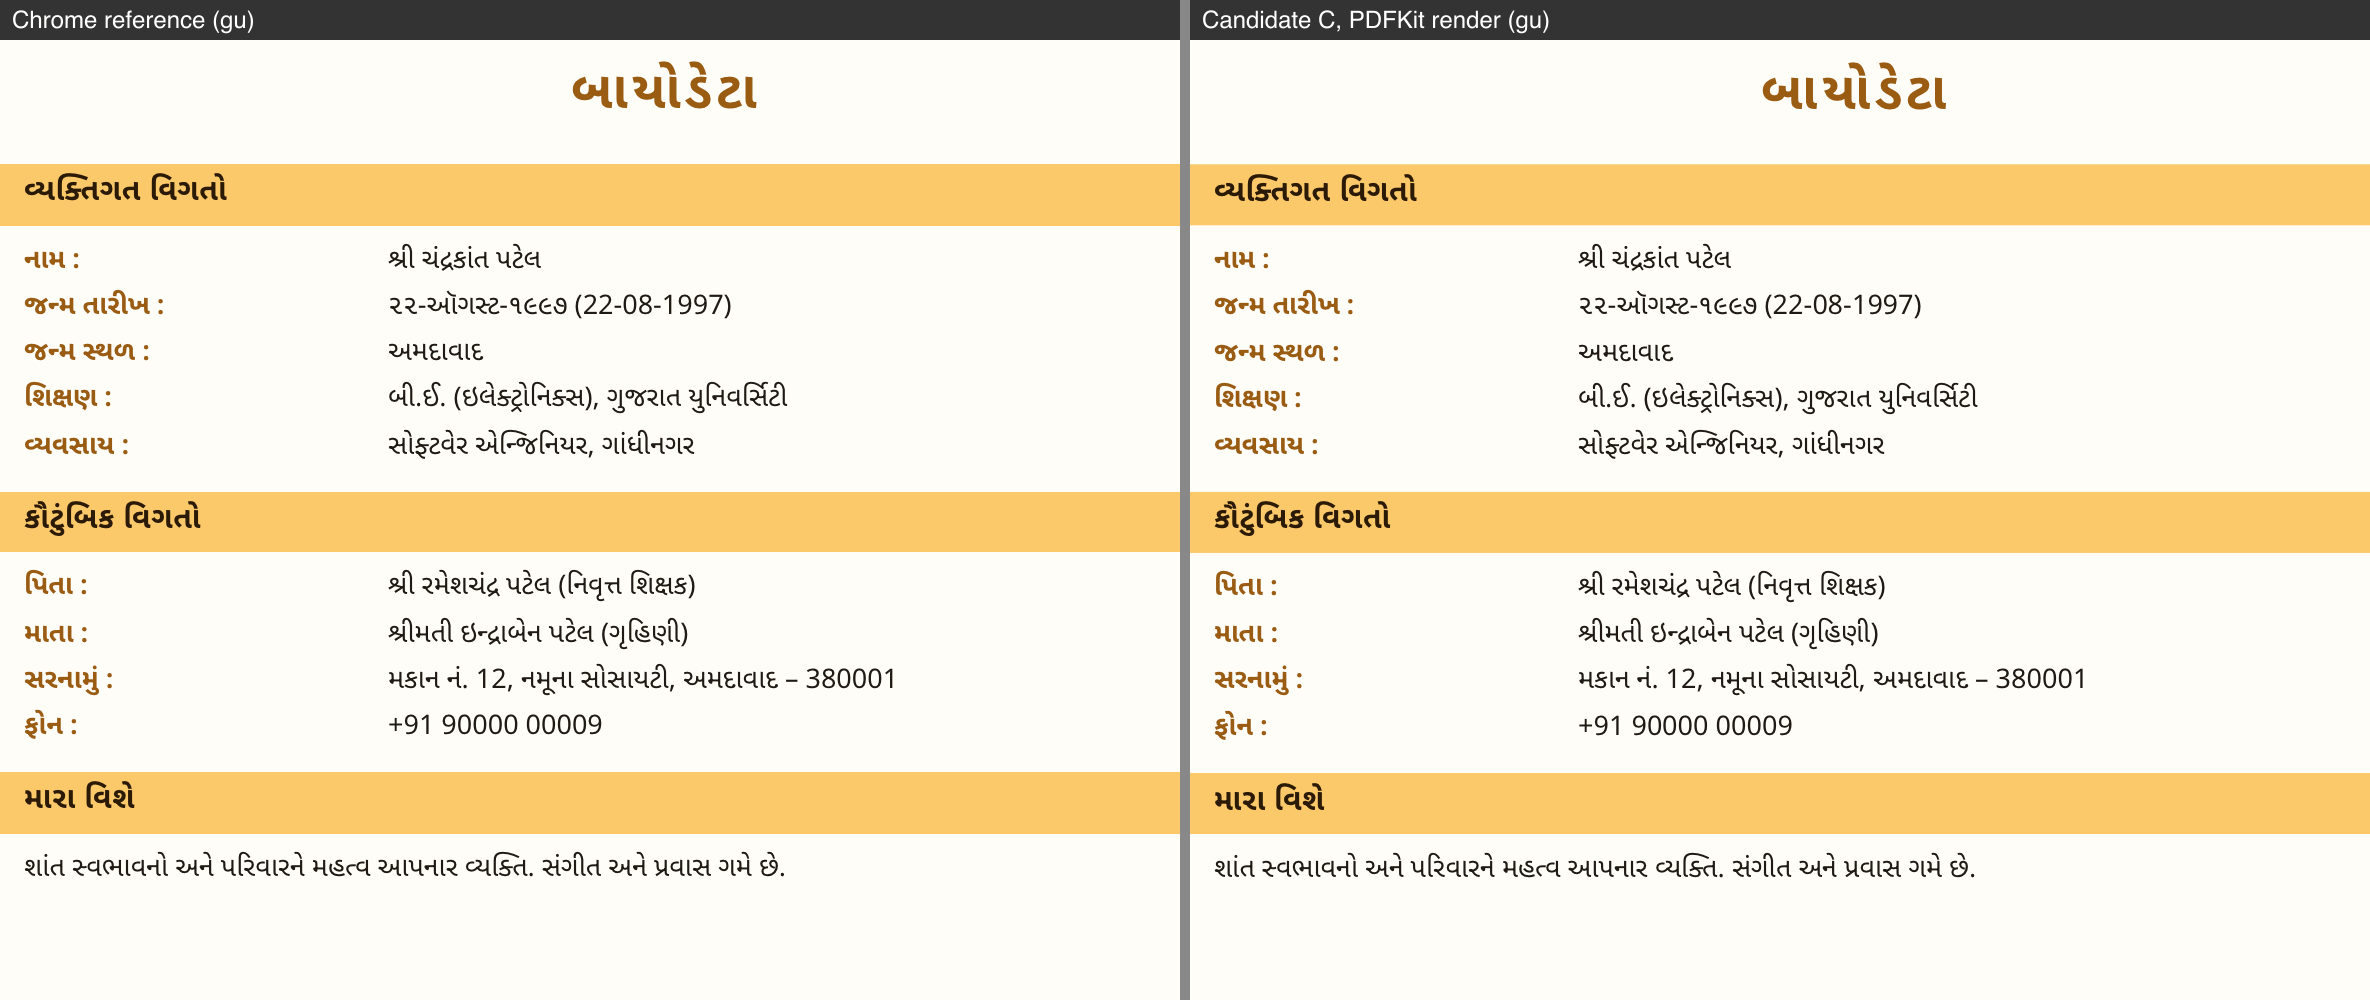 Chrome reference (gu)
બાયોડેટા
વ્યક્તિગત વિગતો
નામ : શ્રી ચંદ્રકાંત પટેલ
જન્મ તારીખ : ૨૨-ઑગસ્ટ-૧૯૯૭ (22-08-1997)
જન્મ સ્થળ : અમદાવાદ
શિક્ષણ : બી.ઈ. (ઇલેક્ટ્રોનિક્સ), ગુજરાત યુનિવર્સિટી
વ્યવસાય : સોફ્ટવેર એન્જિનિયર, ગાંધીનગર
કૌટુંબિક વિગતો
પિતા : શ્રી રમેશચંદ્ર પટેલ (નિવૃત્ત શિક્ષક)
માતા : શ્રીમતી ઇન્દ્રાબેન પટેલ (ગૃહિણી)
સરનામું : મકાન નં. 12, નમૂના સોસાયટી, અમદાવાદ – 380001
ફોન : +91 90000 00009
મારા વિશે
શાંત સ્વભાવનો અને પરિવારને મહત્વ આપનાર વ્યક્તિ. સંગીત અને પ્રવાસ ગમે છે.
Candidate C, PDFKit render (gu)
બાયોડેટા
વ્યક્તિગત વિગતો
નામ : શ્રી ચંદ્રકાંત પટેલ
જન્મ તારીખ : ૨૨-ઑગસ્ટ-૧૯૯૭ (22-08-1997)
જન્મ સ્થળ : અમદાવાદ
શિક્ષણ : બી.ઈ. (ઇલેક્ટ્રોનિક્સ), ગુજરાત યુનિવર્સિટી
વ્યવસાય : સોફ્ટવેર એન્જિનિયર, ગાંધીનગર
કૌટુંબિક વિગતો
પિતા : શ્રી રમેશચંદ્ર પટેલ (નિવૃત્ત શિક્ષક)
માતા : શ્રીમતી ઇન્દ્રાબેન પટેલ (ગૃહિણી)
સરનામું : મકાન નં. 12, નમૂના સોસાયટી, અમદાવાદ – 380001
ફોન : +91 90000 00009
મારા વિશે
શાંત સ્વભાવનો અને પરિવારને મહત્વ આપનાર વ્યક્તિ. સંગીત અને પ્રવાસ ગમે છે.